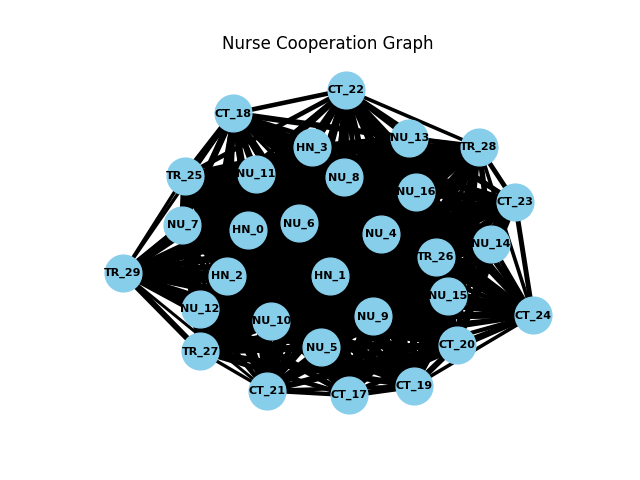 Nurse Cooperation Graph
CT_22
CT_18
NU_13
HN_3
TR_28
NU_11
TR_25
NU_8
NU_16
CT_23
NU_7
NU_6
HN_0
NU_4
NU_14
TR_26
TR_29
HN_2
HN_1
NU_15
NU_12
CT_24
NU_9
NU_10
CT_20
NU_5
TR_27
CT_19
CT_21
CT_17